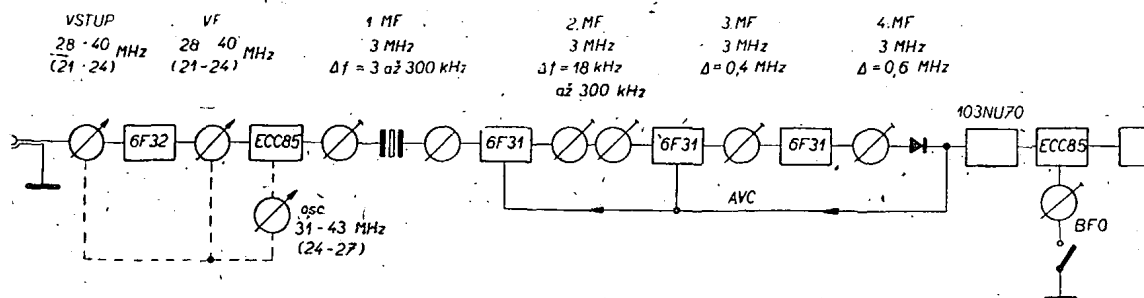 VSTUP
28-40 MHz
(21-24)
VF
28 40 MHz
(21-24)
1 MF
3 MHz
Δf = 3 až 300 kHz
2. MF
3 MHz
Δf = 18 kHz
až 300 kHz
3. MF
3 MHz
Δ = 0,4 MHz
4. MF
3 MHz
Δ = 0,6 MHz
6F32
ECC85
6F31
6F31
6F31
103NU70
ECC85
AVC
osc
31-43 MHz
(24-27)
BFO